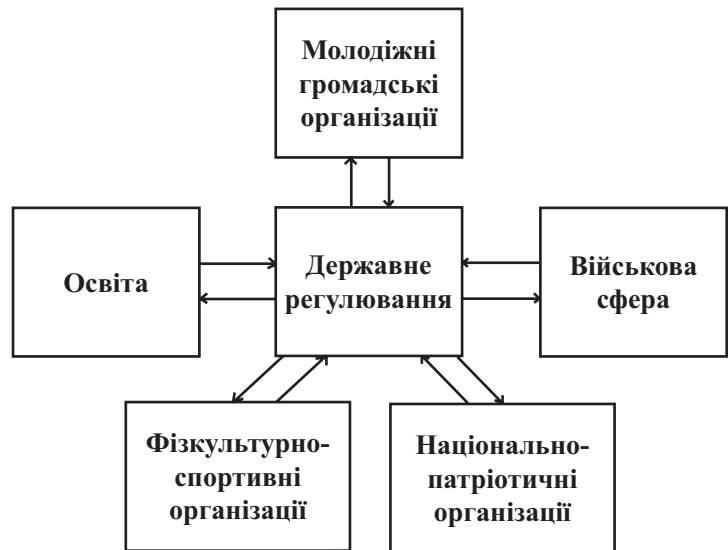 Молодіжні
громадські
організації
Освіта
Державне
регулювання
Військова
сфера
Фізкультурно-
спортивні
організації
Національно-
патріотичні
організації